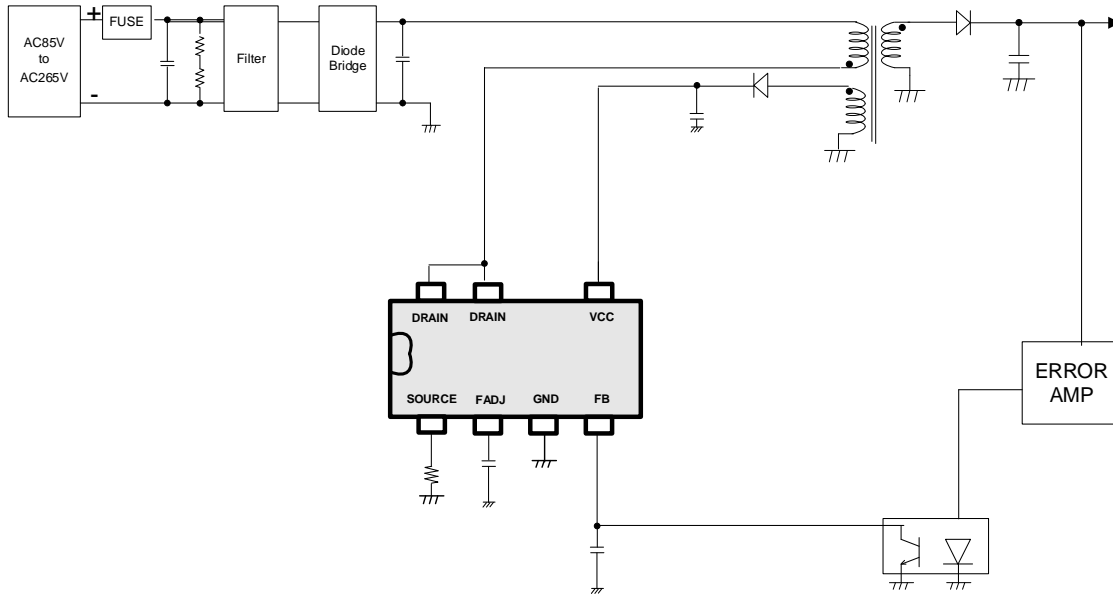 AC85V
to
AC265V
+
-
FUSE
Filter
Diode
Bridge
DRAIN
DRAIN
VCC
SOURCE
FADJ
GND
FB
ERROR
AMP